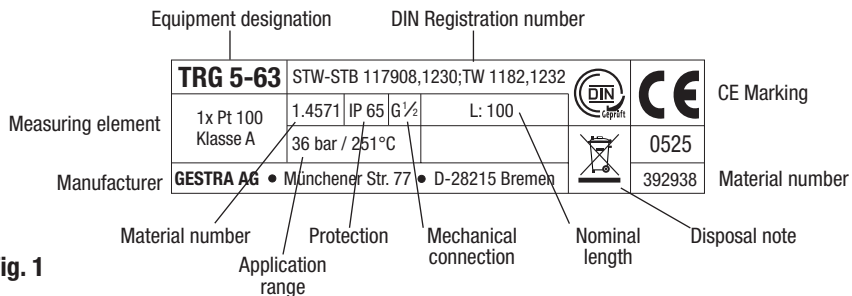 Equipment designation
DIN Registration number
TRG 5-63
STW-STB 117908,1230;TW 1182,1232
DIN
Geprüft
CE
CE Marking
Measuring element
1x Pt 100
Klasse A
1.4571
IP 65
G½
L: 100
36 bar / 251°C
0525
Manufacturer
GESTRA AG ● Münchener Str. 77 ● D-28215 Bremen
392938
Material number
Material number
Protection
Mechanical
connection
Nominal
length
Disposal note
Application
range
ig. 1